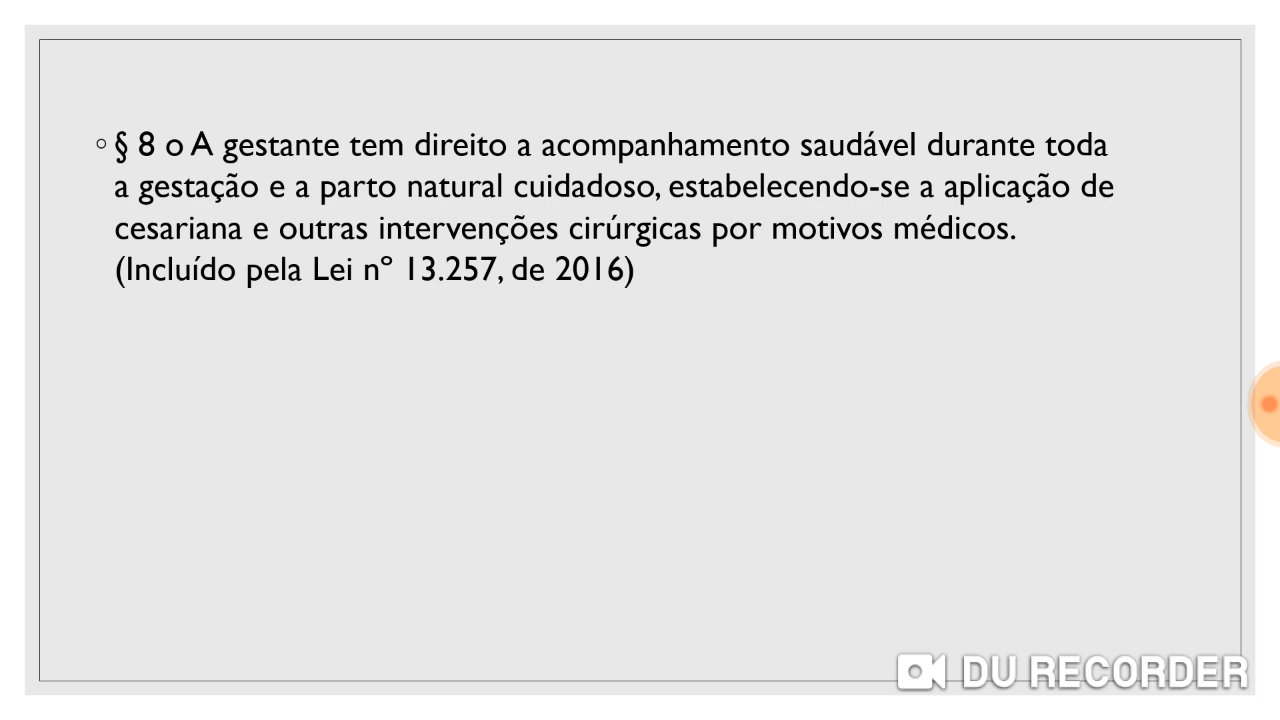 § 8 o A gestante tem direito a acompanhamento saudável durante toda
a gestação e a parto natural cuidadoso, estabelecendo-se a aplicação de
cesariana e outras intervenções cirúrgicas por motivos médicos.
(Incluído pela Lei nº 13.257, de 2016)
DU RECORDER